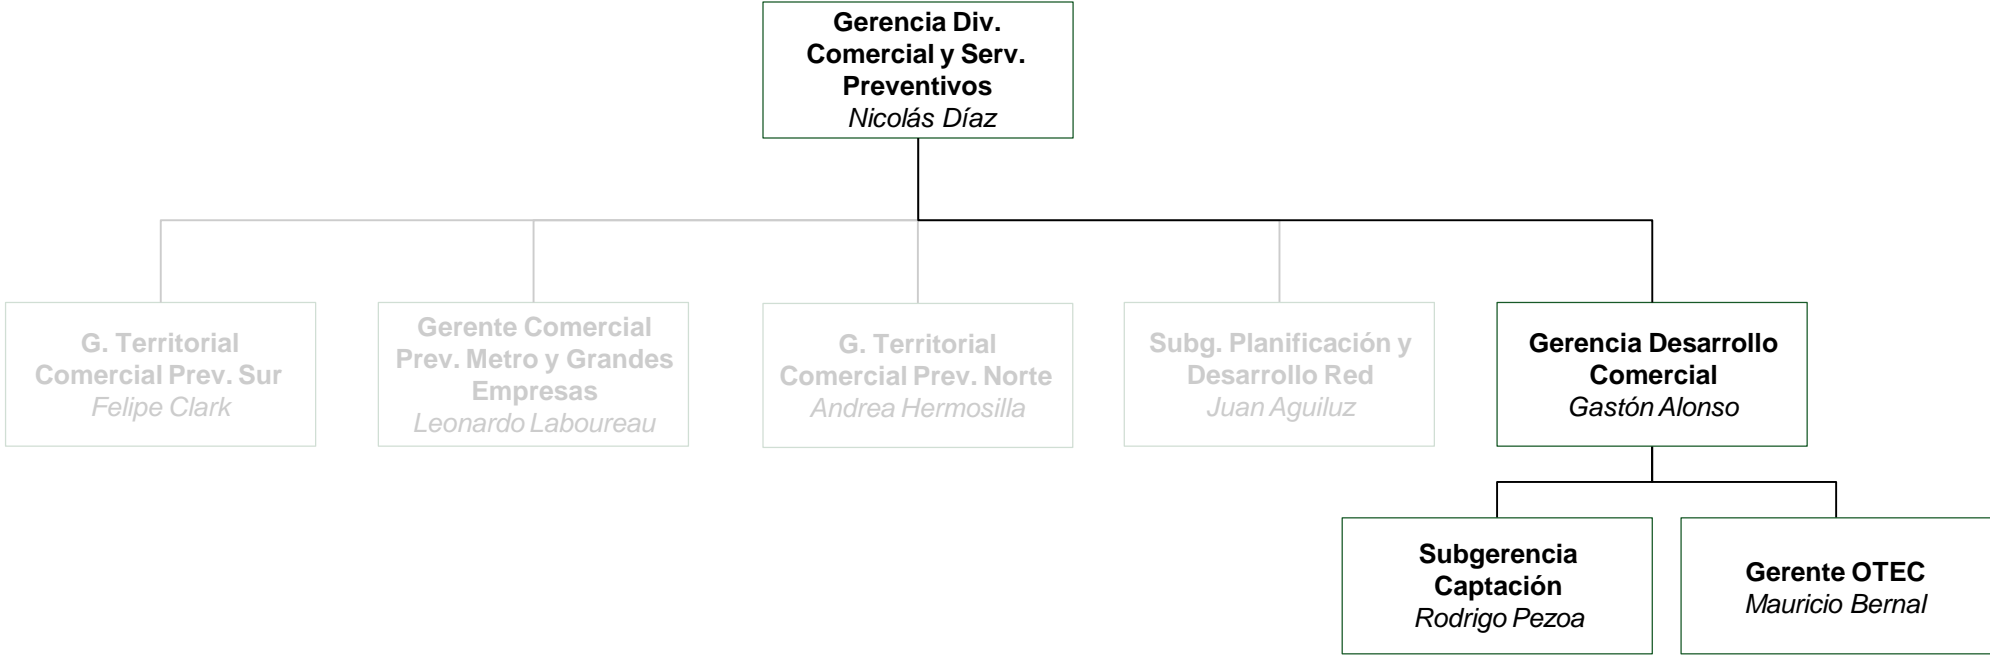 Gerencia Div.
Comercial y Serv.
Preventivos
Nicolás Díaz
G. Territorial
Comercial Prev. Sur
Felipe Clark
Gerente Comercial
Prev. Metro y Grandes
Empresas
Leonardo Laboureau
G. Territorial
Comercial Prev. Norte
Andrea Hermosilla
Subg. Planificación y
Desarrollo Red
Juan Aguiluz
Gerencia Desarrollo
Comercial
Gastón Alonso
Subgerencia
Captación
Rodrigo Pezoa
Gerente OTEC
Mauricio Bernal